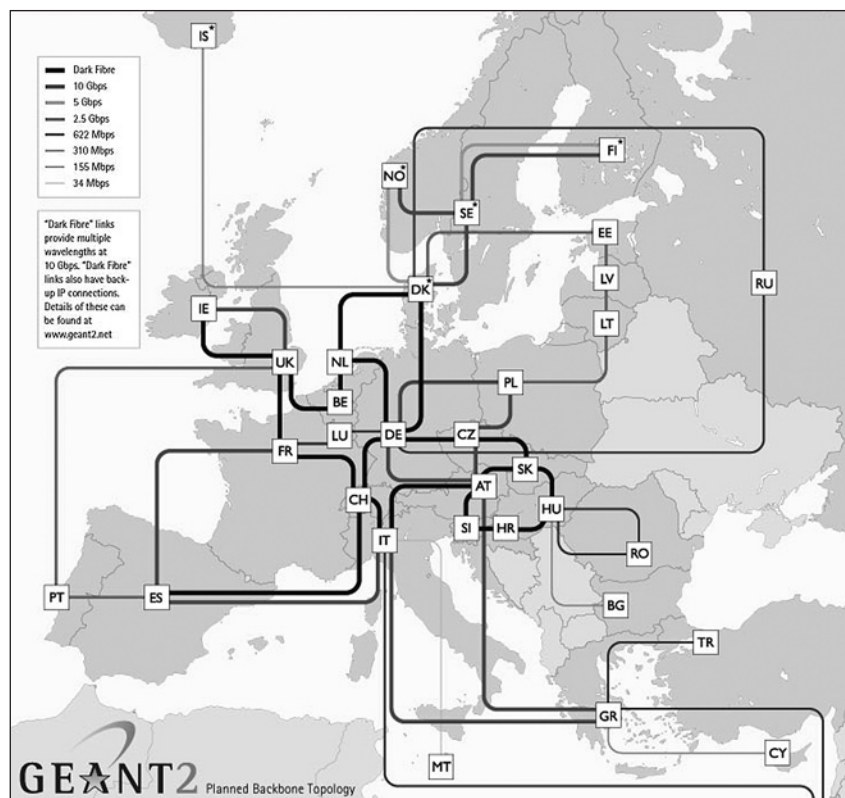 IS*
Dark Fibre
10 Gbps
5 Gbps
2.5 Gbps
622 Mbps
310 Mbps
155 Mbps
34 Mbps
"Dark Fibre" links
provide multiple
wavelengths at
10 Gbps. "Dark Fibre"
links also have back-
up IP connections.
Details of these can
be found at
www.geant2.net
FI*
NO*
SE*
EE
LV
DK*
RU
IE
LT
UK
NL
PL
BE
LU
DE
CZ
FR
SK
AT
CH
HU
SI
HR
IT
RO
PT
ES
BG
TR
GR
CY
MT
GEANT2 Planned Backbone Topology